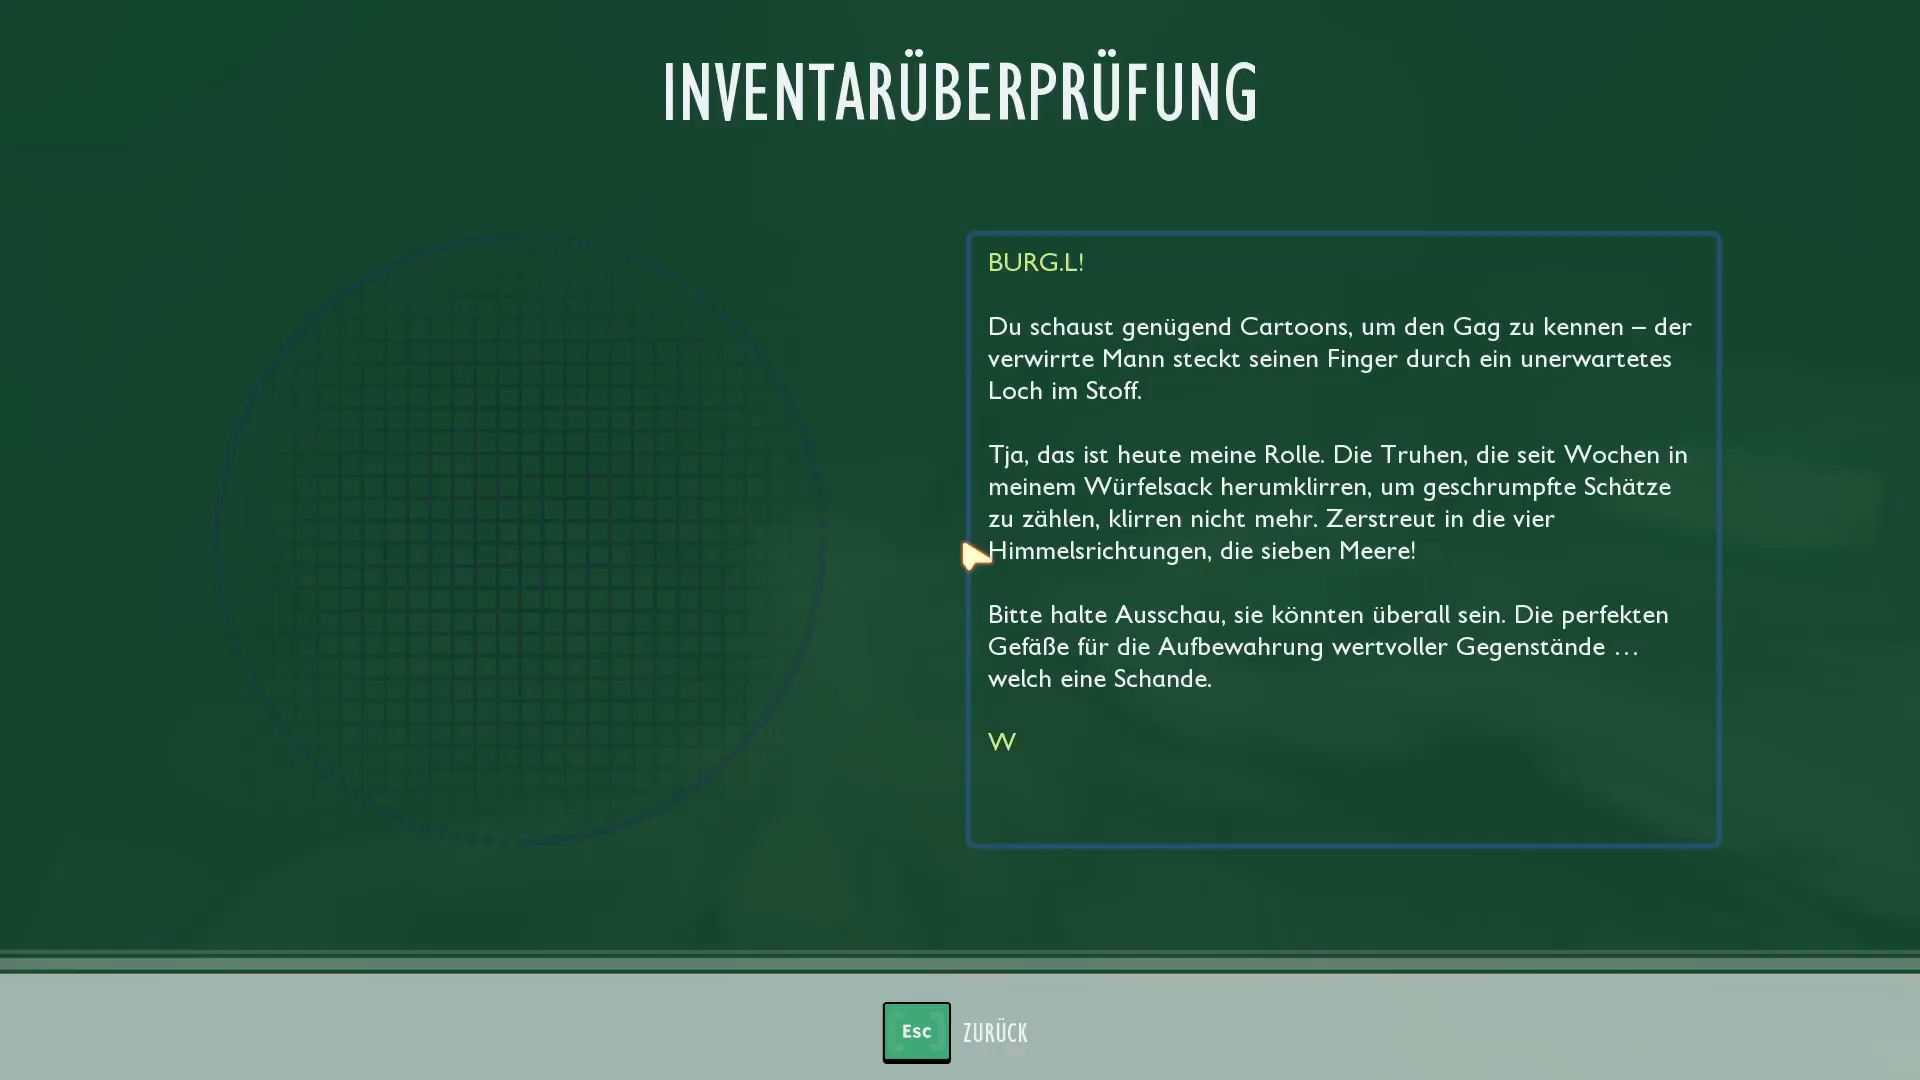 INVENTARÜBERPRÜFUNG
BURG.L!
Du schaust genügend Cartoons, um den Gag zu kennen – der
verwirrte Mann steckt seinen Finger durch ein unerwartetes
Loch im Stoff.
Tja, das ist heute meine Rolle. Die Truhen, die seit Wochen in
meinem Würfelsack herumklirren, um geschrumpfte Schätze
zu zählen, klirren nicht mehr. Zerstreut in die vier
Himmelsrichtungen, die sieben Meere!
Bitte halte Ausschau, sie könnten überall sein. Die perfekten
Gefäße für die Aufbewahrung wertvoller Gegenstände …
welch eine Schande.
W
Esc ZURÜCK